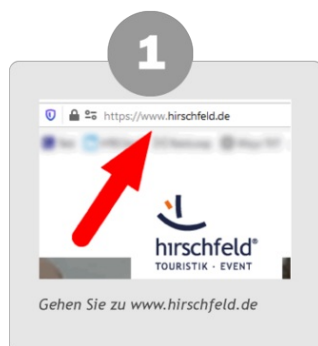 1
https://www.hirschfeld.de
hirschfeld®
TOURISTIK · EVENT
Gehen Sie zu www.hirschfeld.de